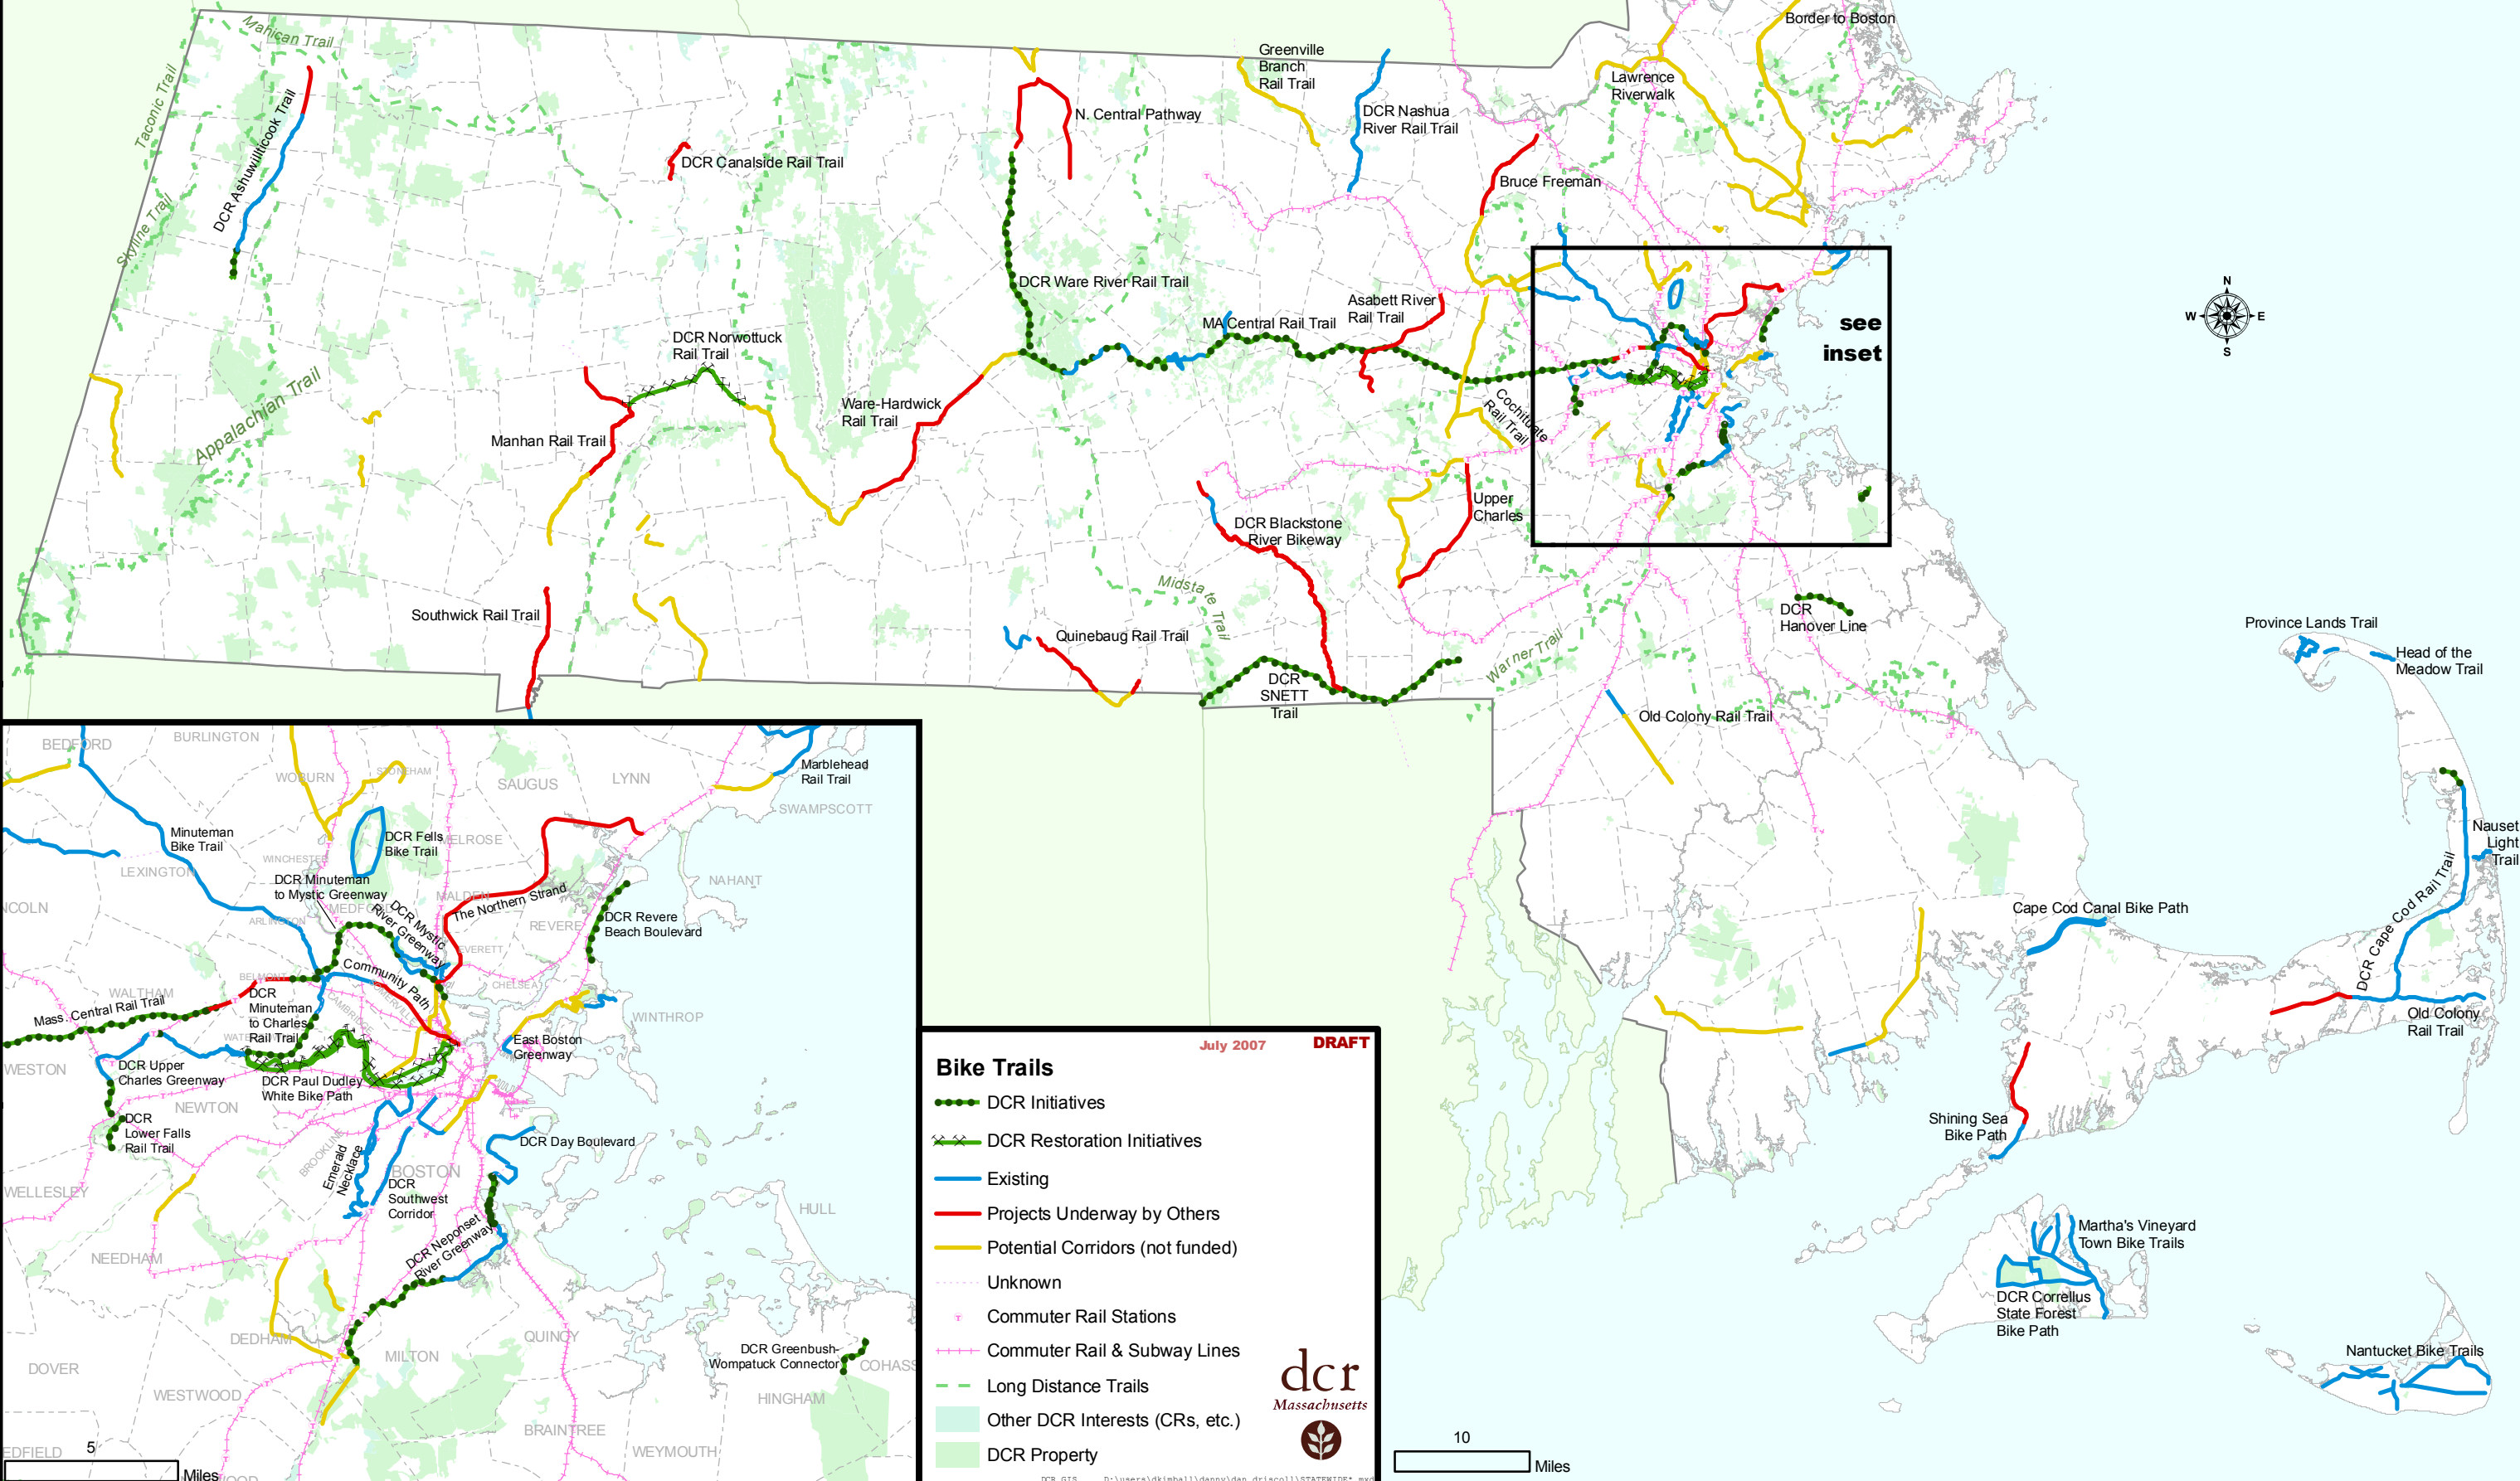 Mahican Trail
Taconic Trail
Skyline Trail
DCR Ashuwillticook Trail
Appalachian Trail
DCR Canalside Rail Trail
N. Central Pathway
Greenville
Branch
Rail Trail
DCR Nashua
River Rail Trail
Border to Boston
Lawrence
Riverwalk
Bruce Freeman
DCR Ware River Rail Trail
MA Central Rail Trail
Asabett River
Rail Trail
DCR Norwottuck
Rail Trail
Manhan Rail Trail
Ware-Hardwick
Rail Trail
Cochituate
Rail Trail
Upper
Charles
DCR Blackstone
River Bikeway
Midstate Trail
Southwick Rail Trail
Quinebaug Rail Trail
DCR
SNETT
Trail
Warner Trail
see
inset
N
W
E
S
DCR
Hanover Line
Old Colony Rail Trail
Province Lands Trail
Head of the
Meadow Trail
Nauset
Light
Trail
DCR Cape Cod Rail Trail
Cape Cod Canal Bike Path
Old Colony
Rail Trail
Shining Sea
Bike Path
Martha's Vineyard
Town Bike Trails
DCR Correllus
State Forest
Bike Path
Nantucket Bike Trails
10
Miles
BEDFORD
BURLINGTON
WOBURN
STONEHAM
SAUGUS
LYNN
Marblehead
Rail Trail
SWAMPSCOTT
Minuteman
Bike Trail
DCR Fells
Bike Trail
MELROSE
WINCHESTER
LEXINGTON
DCR Minuteman
to Mystic Greenway
NCOLN
ARLINGTON
MEDFORD
DCR Mystic
River Greenway
MALDEN
The Northern Strand
NAHANT
REVERE
DCR Revere
Beach Boulevard
EVERETT
BELMONT
Community Path
CHELSEA
WALTHAM
Mass. Central Rail Trail
DCR
Minuteman
to Charles
Rail Trail
CAMBRIDGE
WINTHROP
East Boston
Greenway
WESTON
DCR Upper
Charles Greenway
DCR Paul Dudley
White Bike Path
NEWTON
DCR
Lower Falls
Rail Trail
BROOKLINE
DCR Day Boulevard
Emerald
Necklace
BOSTON
DCR
Southwest
Corridor
WELLESLEY
HULL
DCR Neponset
River Greenway
NEEDHAM
DEDHAM
QUINCY
DCR Greenbush-
Wompatuck Connector
COHASS
DOVER
MILTON
WESTWOOD
HINGHAM
BRAINTREE
WEYMOUTH
EDFIELD
5
Miles
July 2007
DRAFT
Bike Trails
DCR Initiatives
DCR Restoration Initiatives
Existing
Projects Underway by Others
Potential Corridors (not funded)
Unknown
Commuter Rail Stations
Commuter Rail & Subway Lines
Long Distance Trails
Other DCR Interests (CRs, etc.)
DCR Property
dcr
Massachusetts
DCR GIS